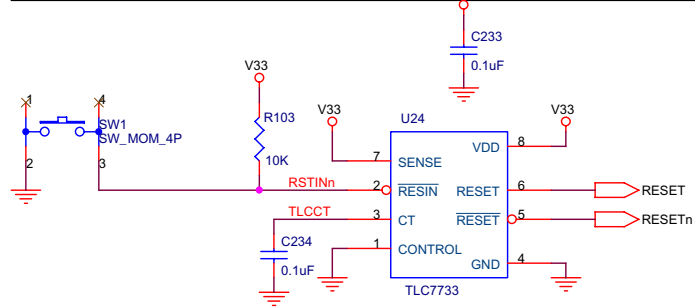 C233
0.1uF
V33
V33
V33
R103
10K
U24
1
4
SW1
SW_MOM_4P
2
3
7
SENSE
VDD
8
RSTINn
2
RESIN
RESET
6
RESET
TLCCT
3
CT
RESET
5
RESETn
C234
0.1uF
1
CONTROL
GND
4
TLC7733